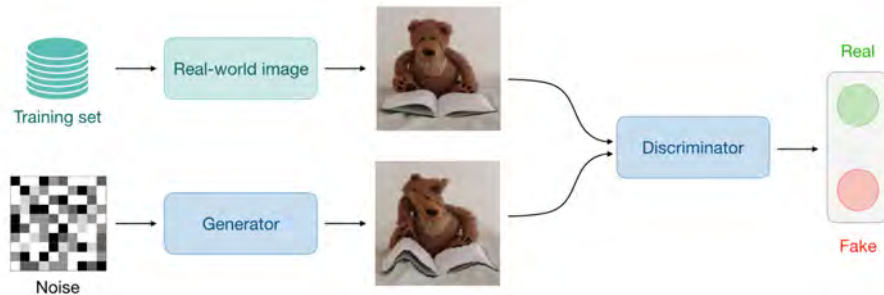 Training set
Real-world image
Real
Discriminator
Fake
Noise
Generator